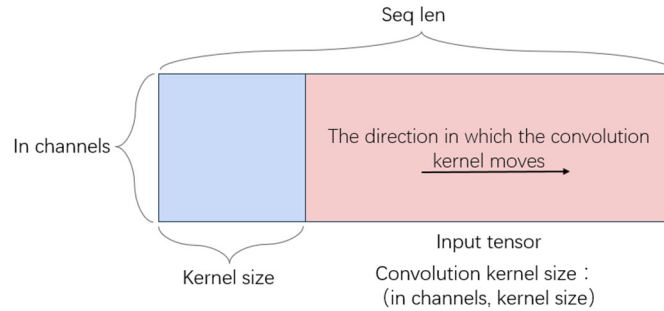 Seq len
In channels
The direction in which the convolution
kernel moves
Kernel size
Input tensor
Convolution kernel size：
（in channels, kernel size）